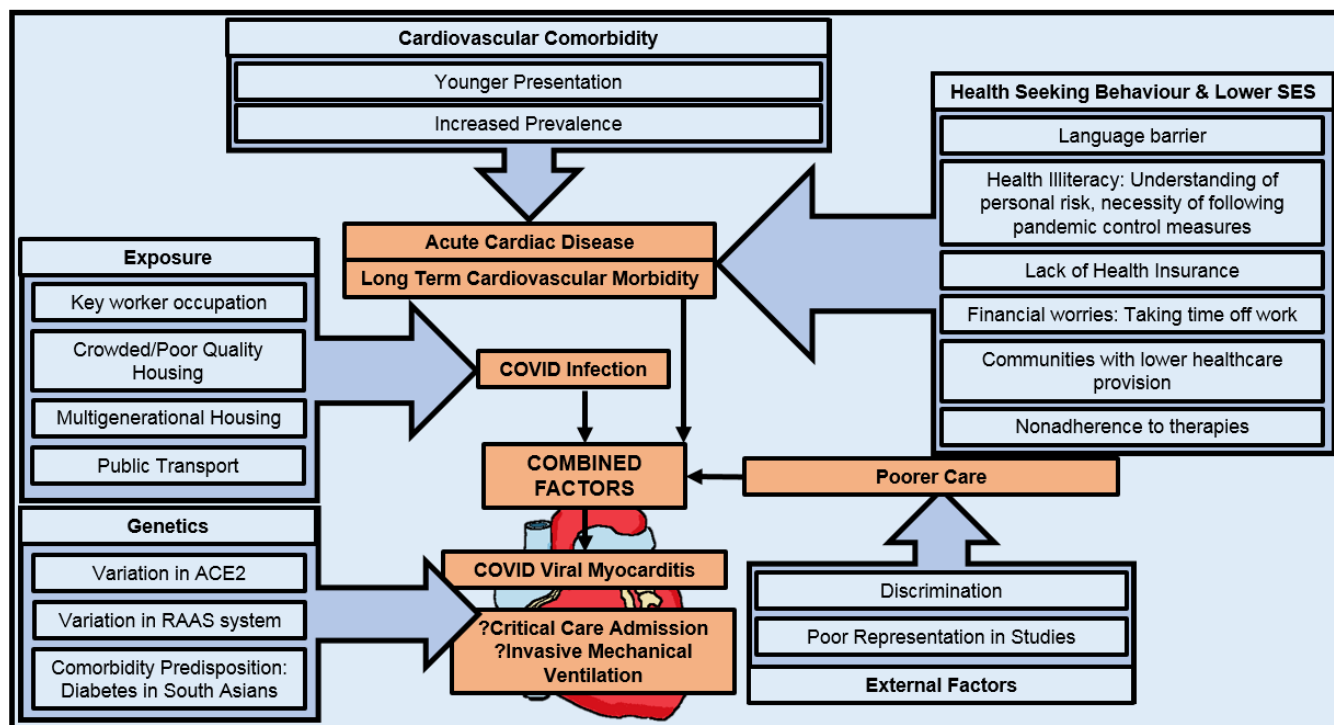 Cardiovascular Comorbidity
Younger Presentation
Increased Prevalence
Health Seeking Behaviour & Lower SES
Language barrier
Health Illiteracy: Understanding of
personal risk, necessity of following
pandemic control measures
Lack of Health Insurance
Financial worries: Taking time off work
Communities with lower healthcare
provision
Nonadherence to therapies
Acute Cardiac Disease
Long Term Cardiovascular Morbidity
Exposure
Key worker occupation
Crowded/Poor Quality
Housing
Multigenerational Housing
Public Transport
COVID Infection
COMBINED
FACTORS
Poorer Care
Genetics
Variation in ACE2
Variation in RAAS system
Comorbidity Predisposition:
Diabetes in South Asians
COVID Viral Myocarditis
?Critical Care Admission
?Invasive Mechanical
Ventilation
Discrimination
Poor Representation in Studies
External Factors